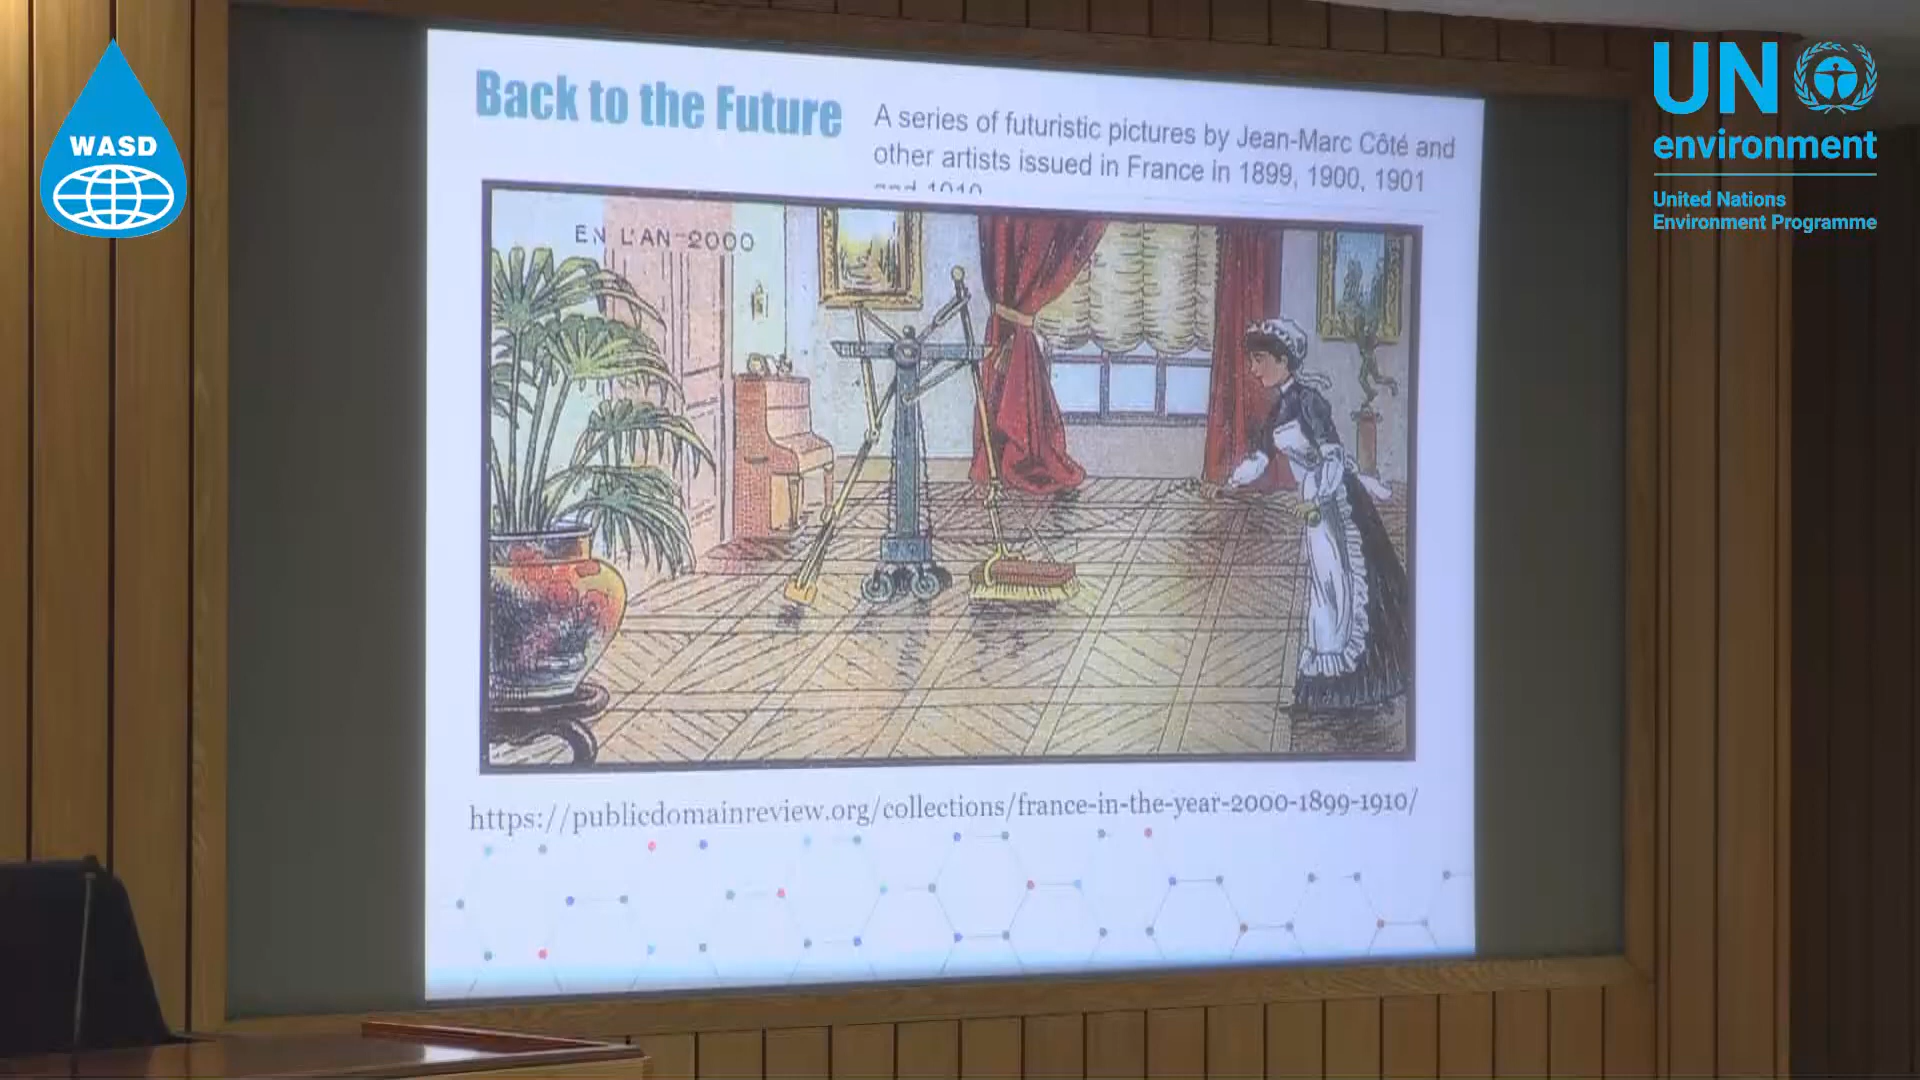 WASD
UN
environment
United Nations
Environment Programme
Back to the Future
A series of futuristic pictures by Jean-Marc Côté and
other artists issued in France in 1899, 1900, 1901
and 1910
EN L'AN 2000
https://publicdomainreview.org/collections/france-in-the-year-2000-1899-1910/